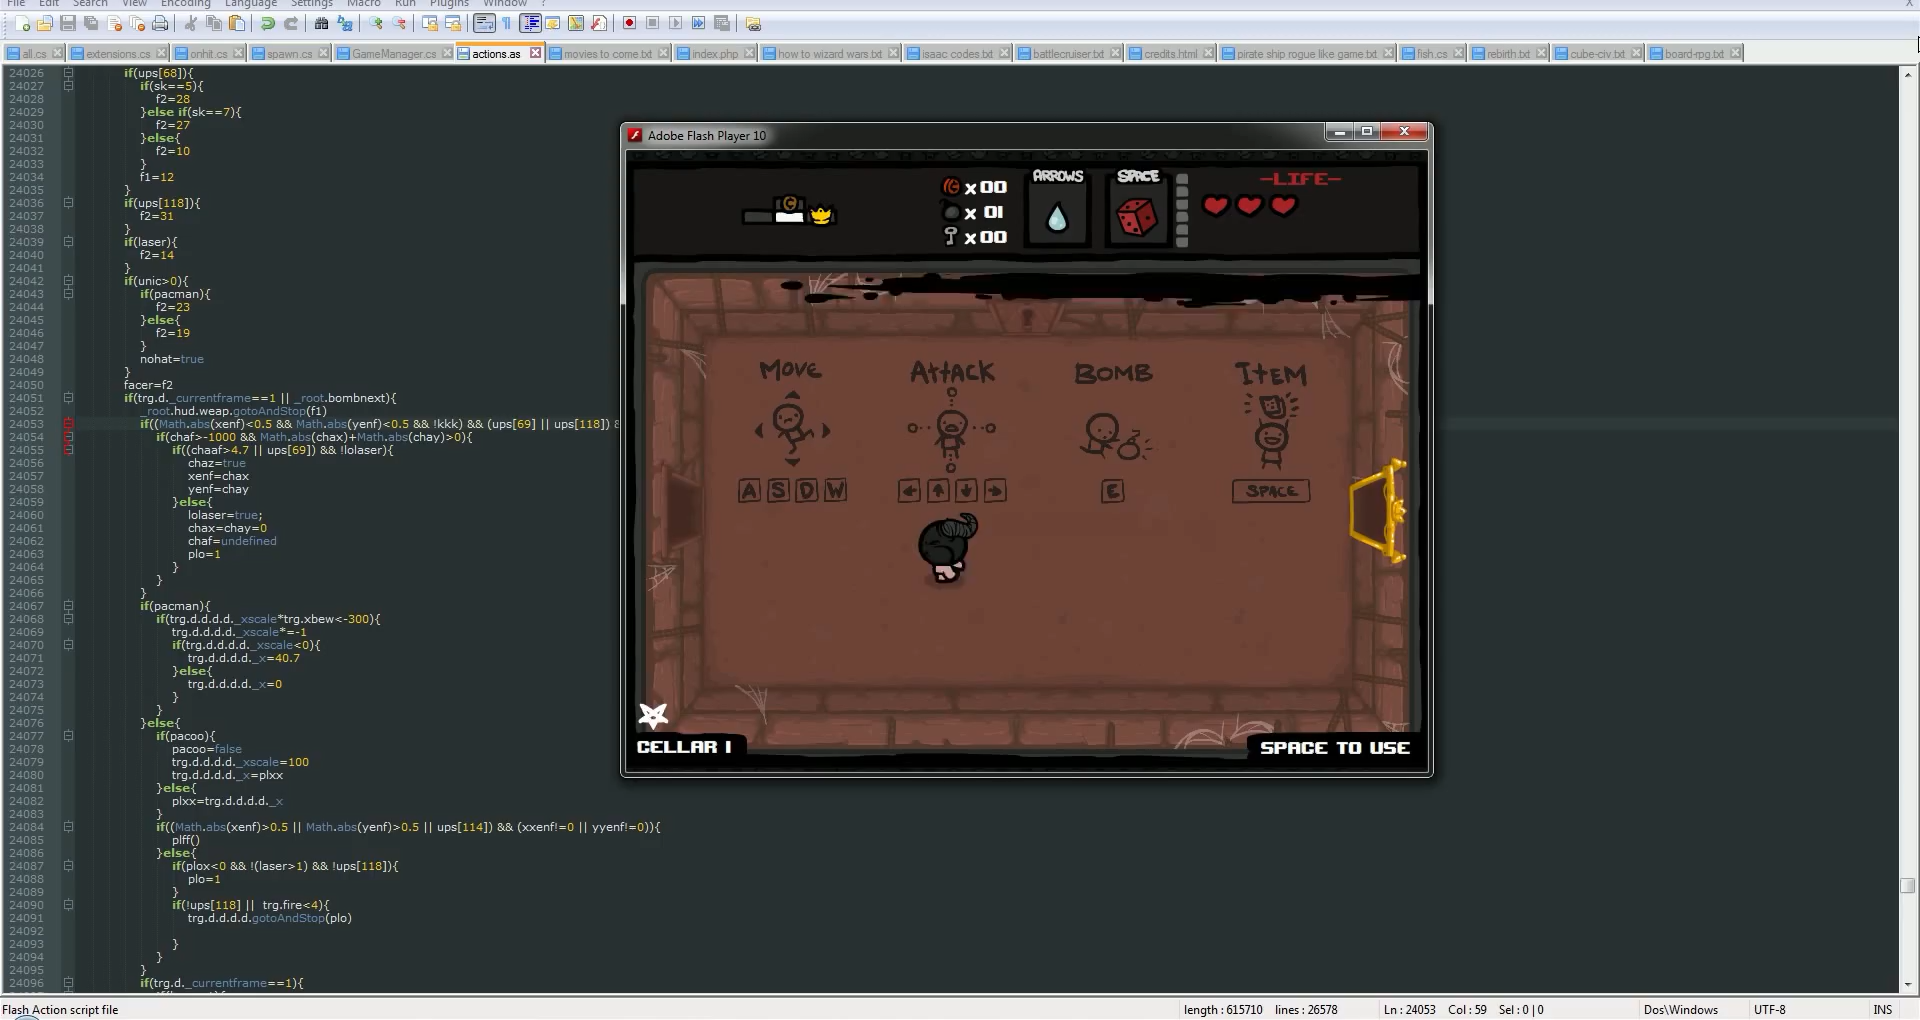 File Edit Search View Encoding Language Settings Macro Run Plugins Window ? X
all.cs extensions.cs onhit.cs spawn.cs GameManager.cs actions.as movies to come.txt index.php how to wizard wars.txt isaac codes.txt battlecruiser.txt credits.html pirate ship rogue like game.txt fish.cs rebirth.txt cube-civ.txt board-rpg.txt
24026 if(ups[68]){
24027 if(sk==5){
24028 f2=28
24029 }else if(sk==7){
24030 f2=27
24031 }else{
24032 f2=10
24033 }
24034 f1=12
24035 }
24036 if(ups[118]){
24037 f2=31
24038 }
24039 if(laser){
24040 f2=14
24041 }
24042 if(unic>0){
24043 if(pacman){
24044 f2=23
24045 }else{
24046 f2=19
24047 }
24048 nohat=true
24049 }
24050 facer=f2
24051 if(trg.d._currentframe==1 || _root.bombnext){
24052 _root.hud.weap.gotoAndStop(f1)
24053 if((Math.abs(xenf)<0.5 && Math.abs(yenf)<0.5 && !kkk) && (ups[69] || ups[118]) &
24054 if(chaf>-1000 && Math.abs(chax)+Math.abs(chay)>0){
24055 if((chaaf>4.7 || ups[69]) && !lolaser){
24056 chaz=true
24057 xenf=chax
24058 yenf=chay
24059 }else{
24060 lolaser=true;
24061 chax=chay=0
24062 chaf=undefined
24063 plo=1
24064 }
24065 }
24066 }
24067 if(pacman){
24068 if(trg.d.d.d.d._xscale*trg.xbew<-300){
24069 trg.d.d.d.d._xscale*=-1
24070 if(trg.d.d.d.d._xscale<0){
24071 trg.d.d.d.d._x=40.7
24072 }else{
24073 trg.d.d.d.d._x=0
24074 }
24075 }
24076 }else{
24077 if(pacoo){
24078 pacoo=false
24079 trg.d.d.d.d._xscale=100
24080 trg.d.d.d.d._x=plxx
24081 }else{
24082 plxx=trg.d.d.d.d._x
24083 }
24084 if((Math.abs(xenf)>0.5 || Math.abs(yenf)>0.5 || ups[114]) && (xxenf!=0 || yyenf!=0)){
24085 plff()
24086 }else{
24087 if(plox<0 && !(laser>1) && !ups[118]){
24088 plo=1
24089 }
24090 if(!ups[118] || trg.fire<4){
24091 trg.d.d.d.d.gotoAndStop(plo)
24092
24093 }
24094 }
24095 }
24096 if(trg.d._currentframe==1){
Adobe Flash Player 10
x 00
x 01
x 00
ARROWS
SPACE
-LIFE-
MOVE ATTACK BOMB ITEM
A S D W E SPACE
CELLAR I
SPACE TO USE
Flash Action script file length : 615710 lines : 26578 Ln : 24053 Col : 59 Sel : 0 | 0 Dos\Windows UTF-8 INS